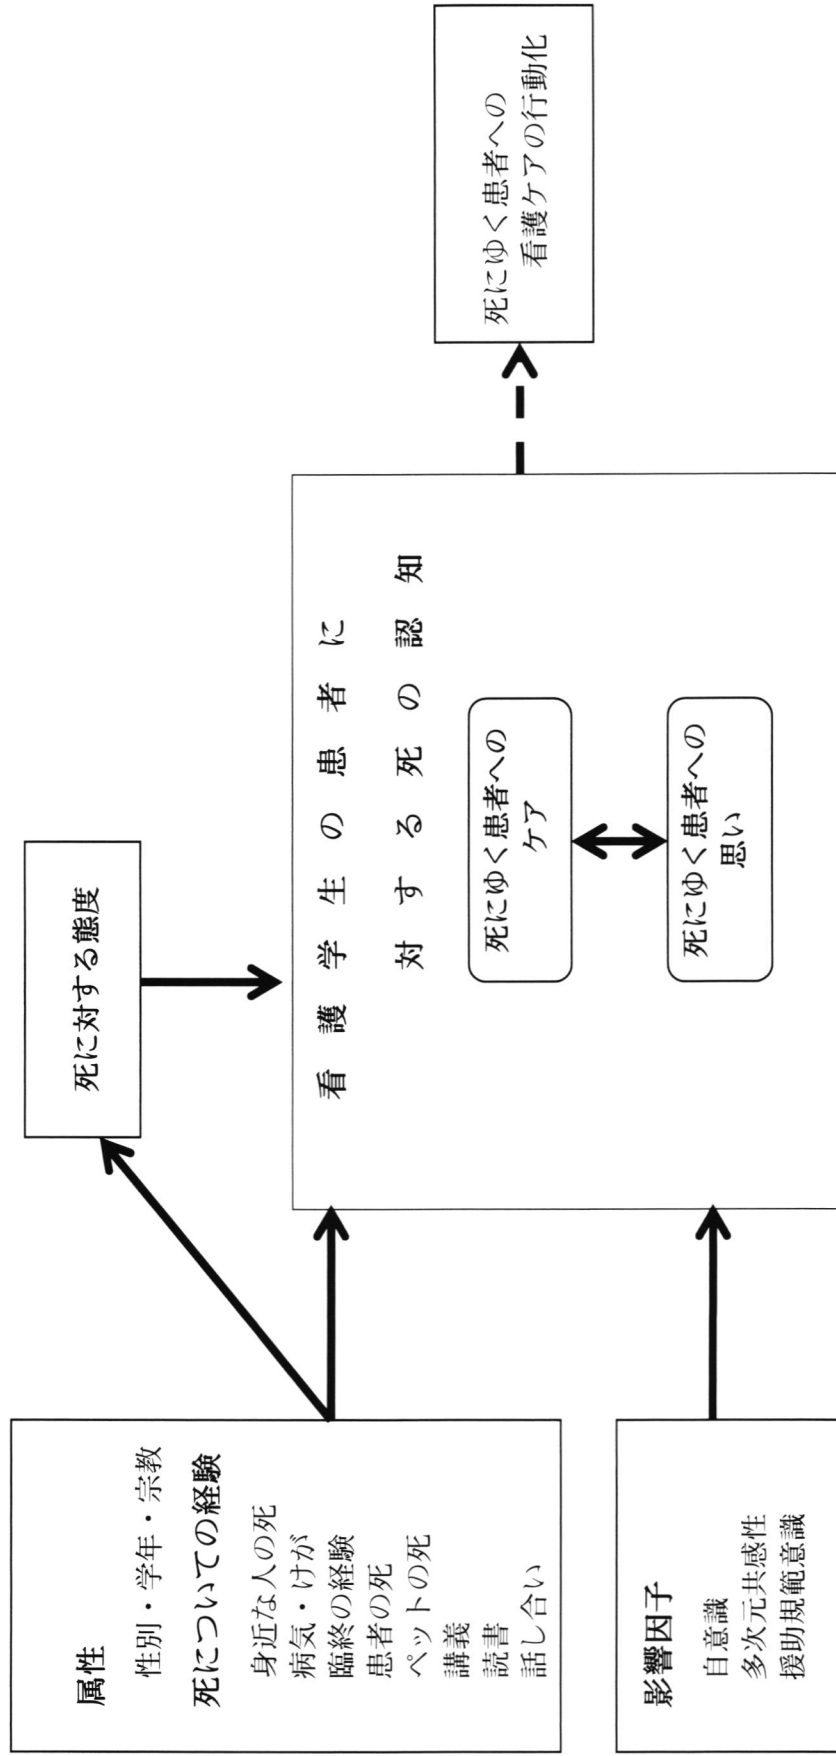 属性
性別・学年・宗教
死についての経験
身近な人の死
病気・けが
臨終の経験
患者の死
ペットの死
講義
読書
話し合い
影響因子
自意識
多次元共感性
援助規範意識
死に対する態度
看護学生の患者に
対する死の認知
死にゆく患者への
ケア
死にゆく患者への
思い
死にゆく患者への
看護ケアの行動化